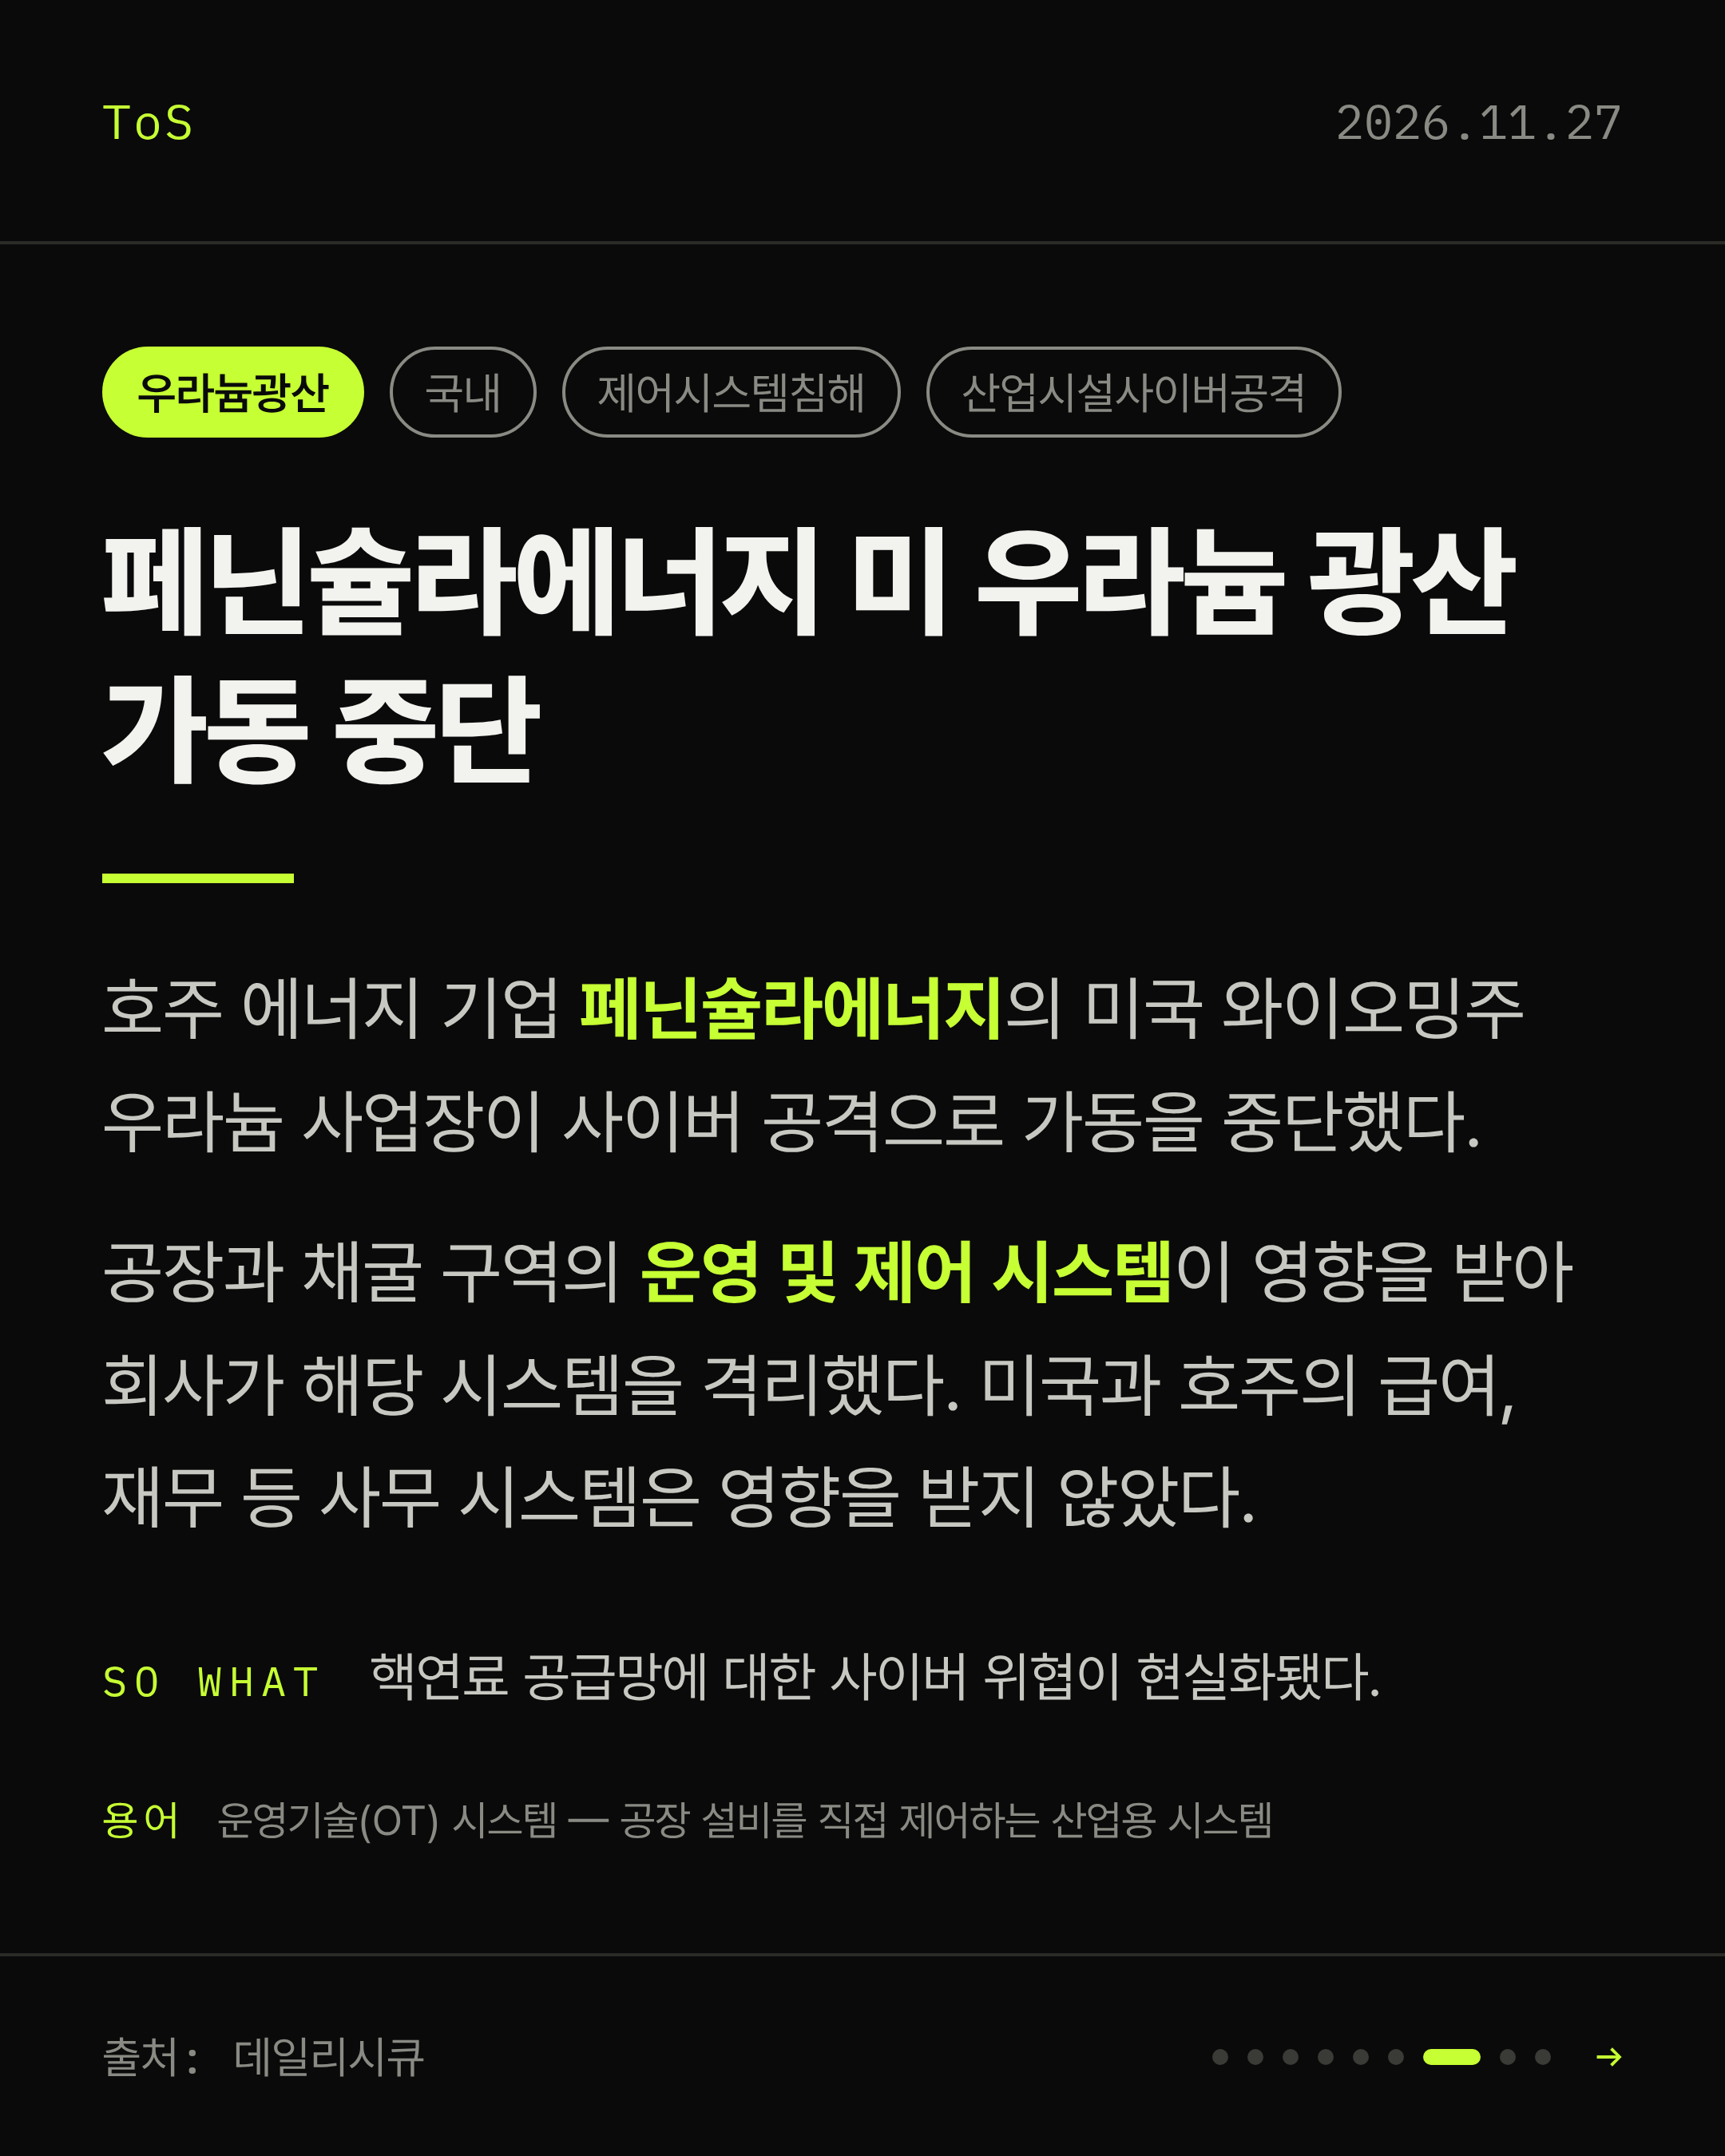 ToS
2026.11.27
우라늄광산 국내 제어시스템침해 산업시설사이버공격
페닌슐라에너지 미 우라늄 광산
가동 중단
호주 에너지 기업 페닌슐라에너지의 미국 와이오밍주
우라늄 사업장이 사이버 공격으로 가동을 중단했다.
공장과 채굴 구역의 운영 및 제어 시스템이 영향을 받아
회사가 해당 시스템을 격리했다. 미국과 호주의 급여,
재무 등 사무 시스템은 영향을 받지 않았다.
SO WHAT 핵연료 공급망에 대한 사이버 위협이 현실화됐다.
용어 운영기술(OT) 시스템 — 공장 설비를 직접 제어하는 산업용 시스템
출처: 데일리시큐 →